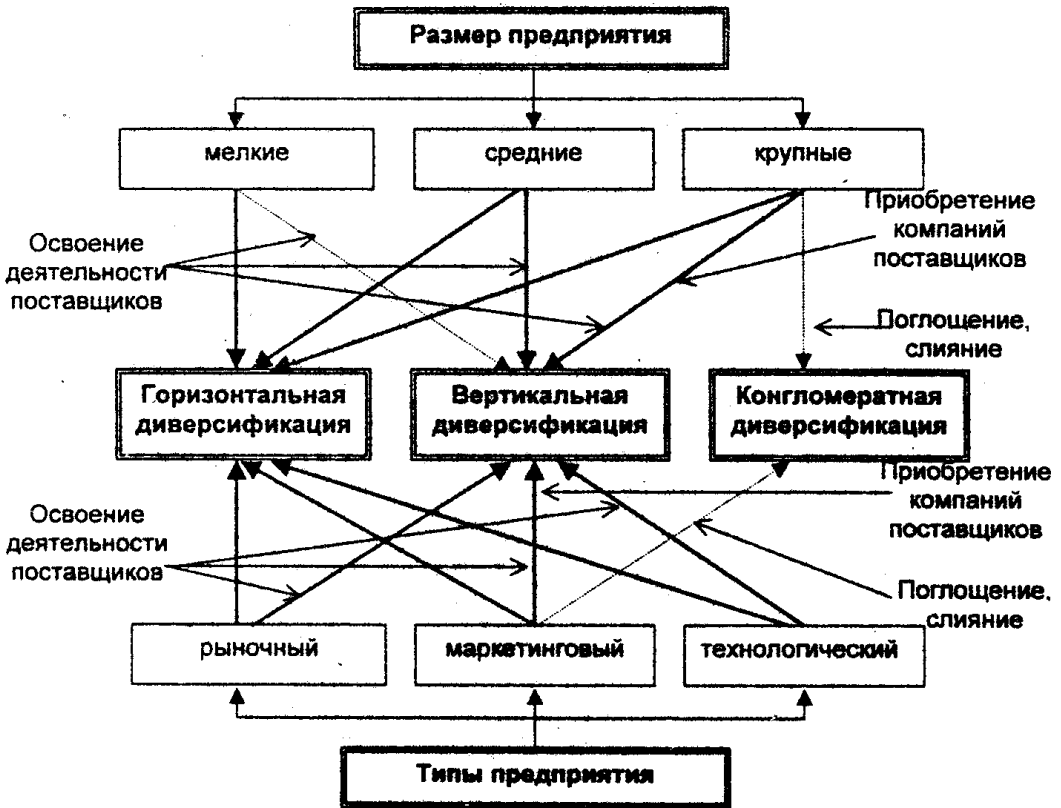 Размер предприятия
мелкие
средние
крупные
Освоение
деятельности
поставщиков
Приобретение
компаний
поставщиков
Поглощение,
слияние
Горизонтальная
диверсификация
Вертикальная
диверсификация
Конгломератная
диверсификация
Освоение
деятельности
поставщиков
Приобретение
компаний
поставщиков
Поглощение,
слияние
рыночный
маркетинговый
технологический
Типы предприятия